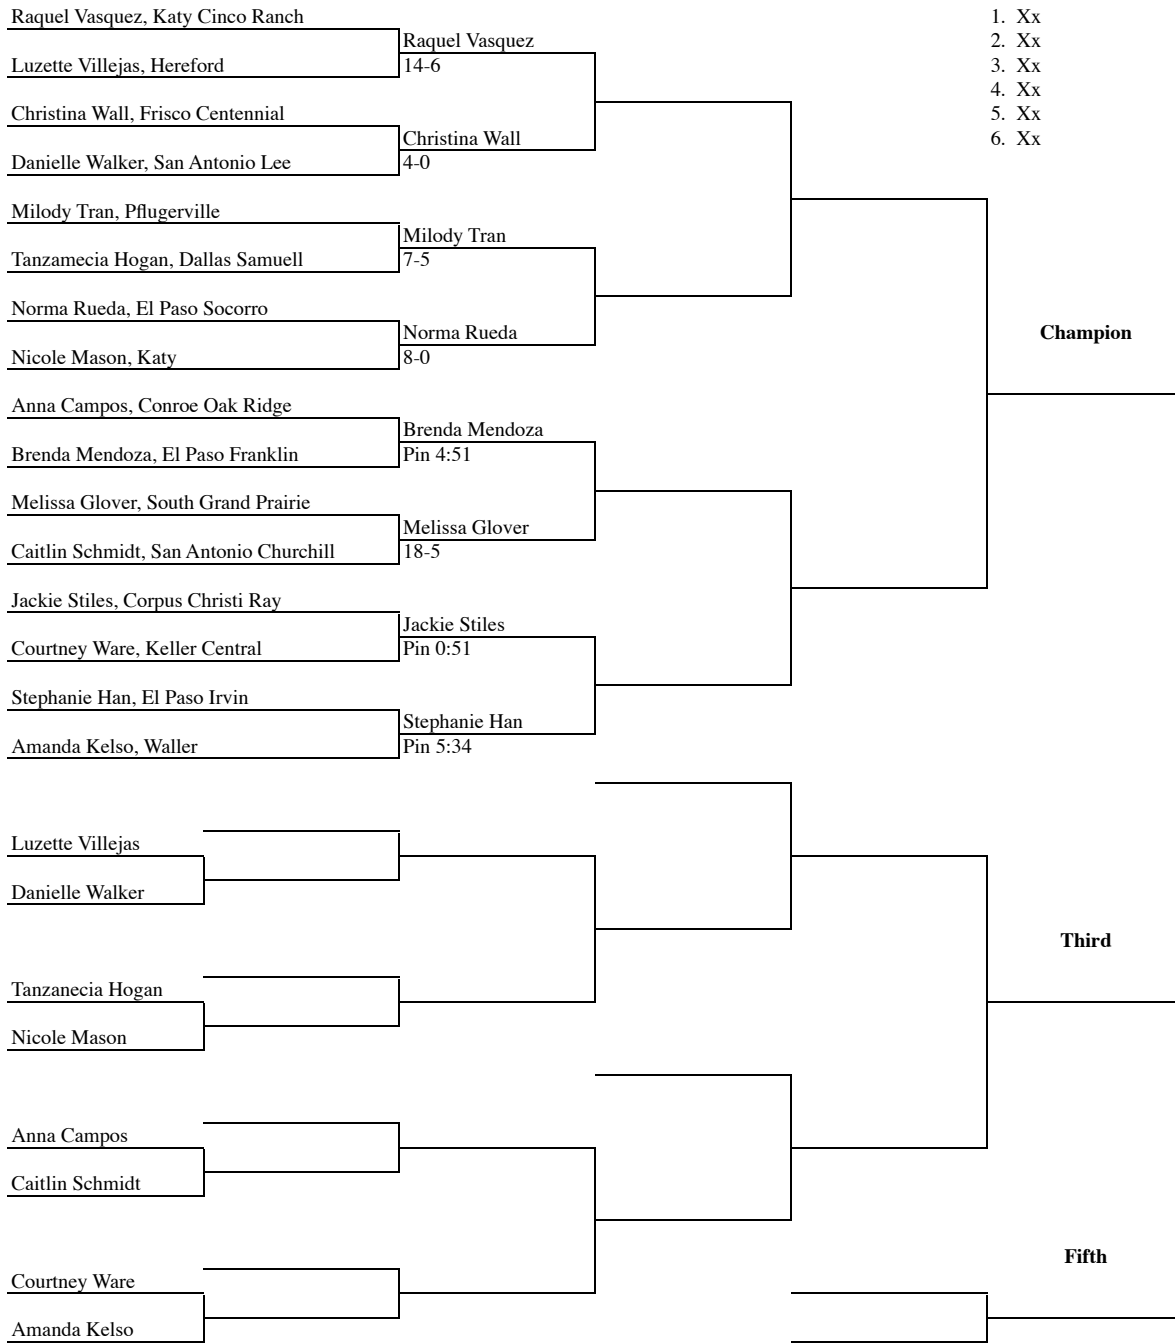 Raquel Vasquez, Katy Cinco Ranch
1. Xx
Raquel Vasquez
2. Xx
Luzette Villejas, Hereford
14-6
3. Xx
4. Xx
Christina Wall, Frisco Centennial
5. Xx
Christina Wall
6. Xx
Danielle Walker, San Antonio Lee
4-0
Milody Tran, Pflugerville
Milody Tran
Tanzamecia Hogan, Dallas Samuell
7-5
Norma Rueda, El Paso Socorro
Norma Rueda
Champion
Nicole Mason, Katy
8-0
Anna Campos, Conroe Oak Ridge
Brenda Mendoza
Brenda Mendoza, El Paso Franklin
Pin 4:51
Melissa Glover, South Grand Prairie
Melissa Glover
Caitlin Schmidt, San Antonio Churchill
18-5
Jackie Stiles, Corpus Christi Ray
Jackie Stiles
Courtney Ware, Keller Central
Pin 0:51
Stephanie Han, El Paso Irvin
Stephanie Han
Amanda Kelso, Waller
Pin 5:34
Luzette Villejas
Danielle Walker
Third
Tanzanecia Hogan
Nicole Mason
Anna Campos
Caitlin Schmidt
Fifth
Courtney Ware
Amanda Kelso